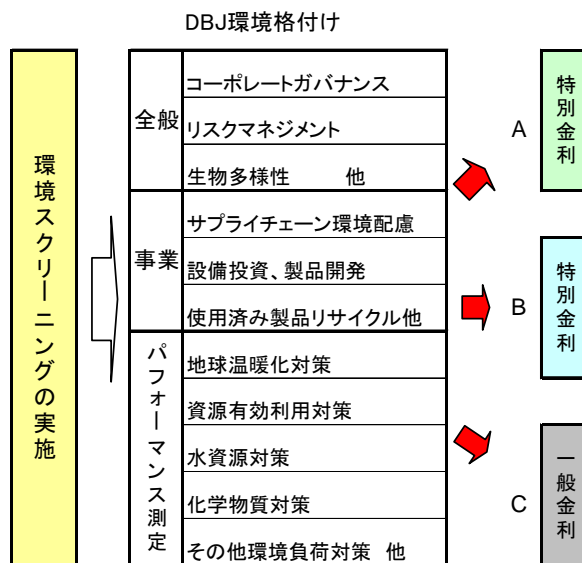 DBJ環境格付け
環境スクリーニングの実施
全般
コーポレートガバナンス
リスクマネジメント
生物多様性　他
事業
サプライチェーン環境配慮
設備投資、製品開発
使用済み製品リサイクル他
パフォーマンス測定
地球温暖化対策
資源有効利用対策
水資源対策
化学物質対策
その他環境負荷対策 他
A
特別金利
B
特別金利
C
一般金利